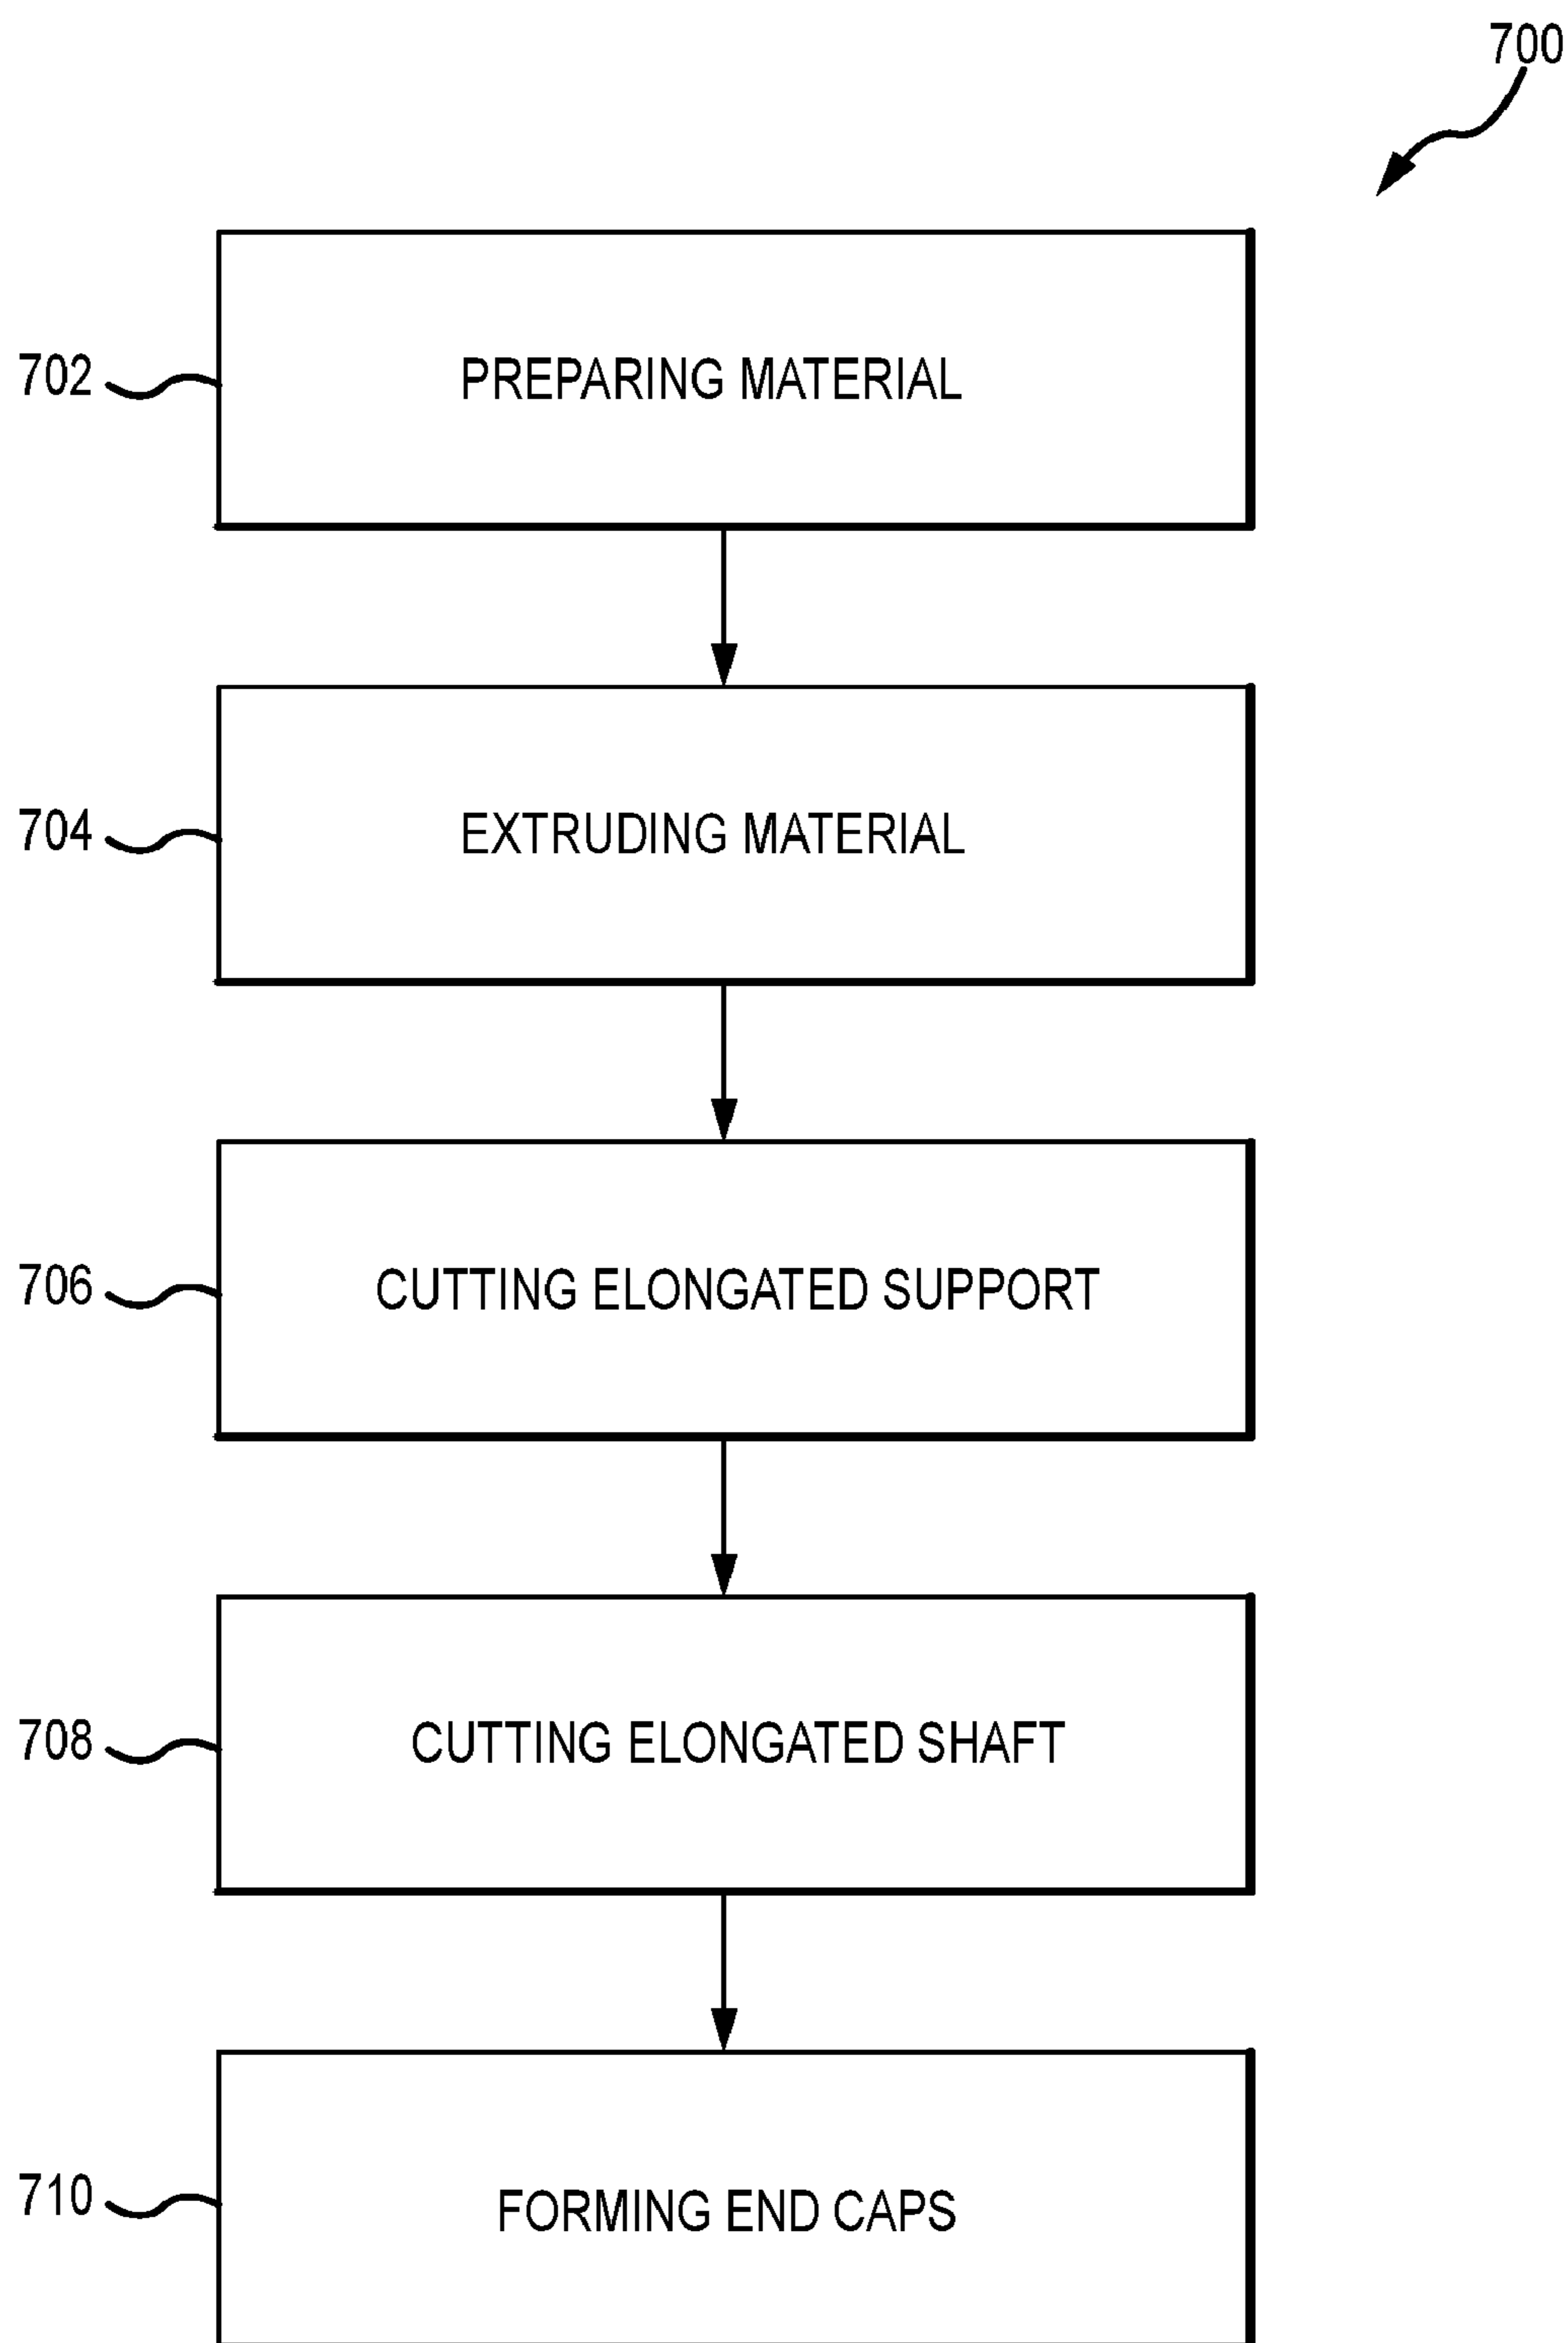 700
702
PREPARING MATERIAL
704
EXTRUDING MATERIAL
706
CUTTING ELONGATED SUPPORT
708
CUTTING ELONGATED SHAFT
710
FORMING END CAPS